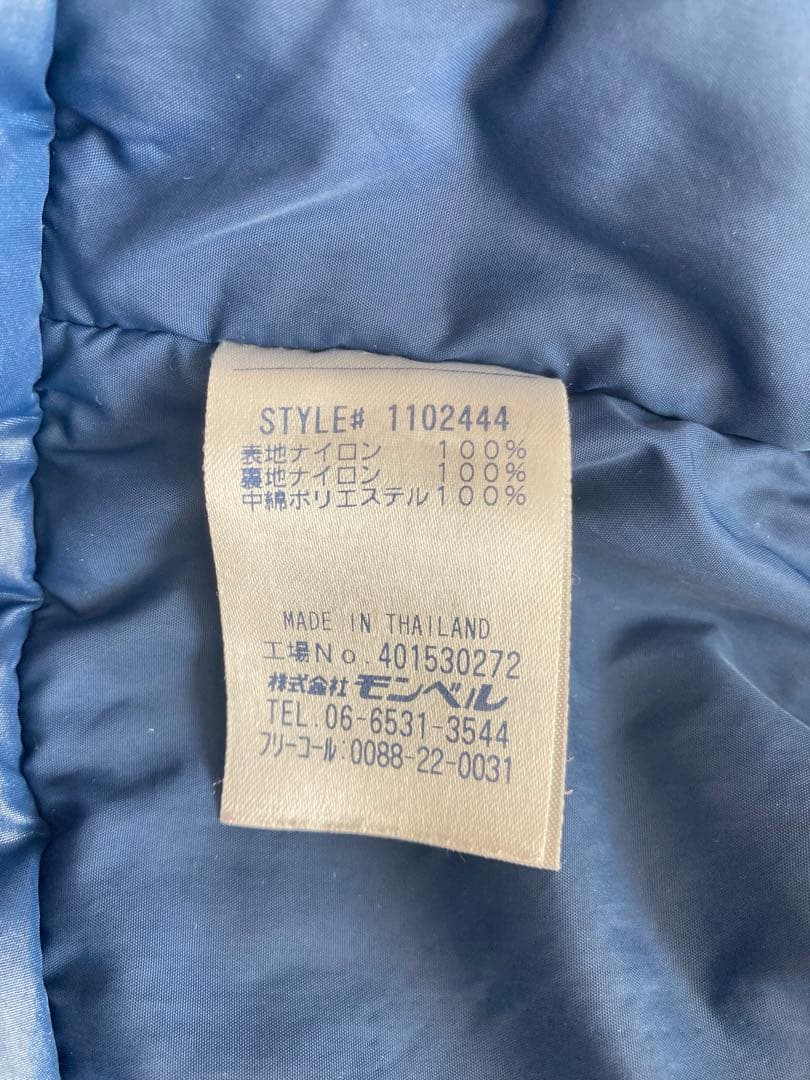 STYLE# 1102444
表地ナイロン 100%
裏地ナイロン 100%
中綿ポリエステル100%
MADE IN THAILAND
工場No.401530272
株式会社 モンベル
TEL.06-6531-3544
フリーコール:0088-22-0031